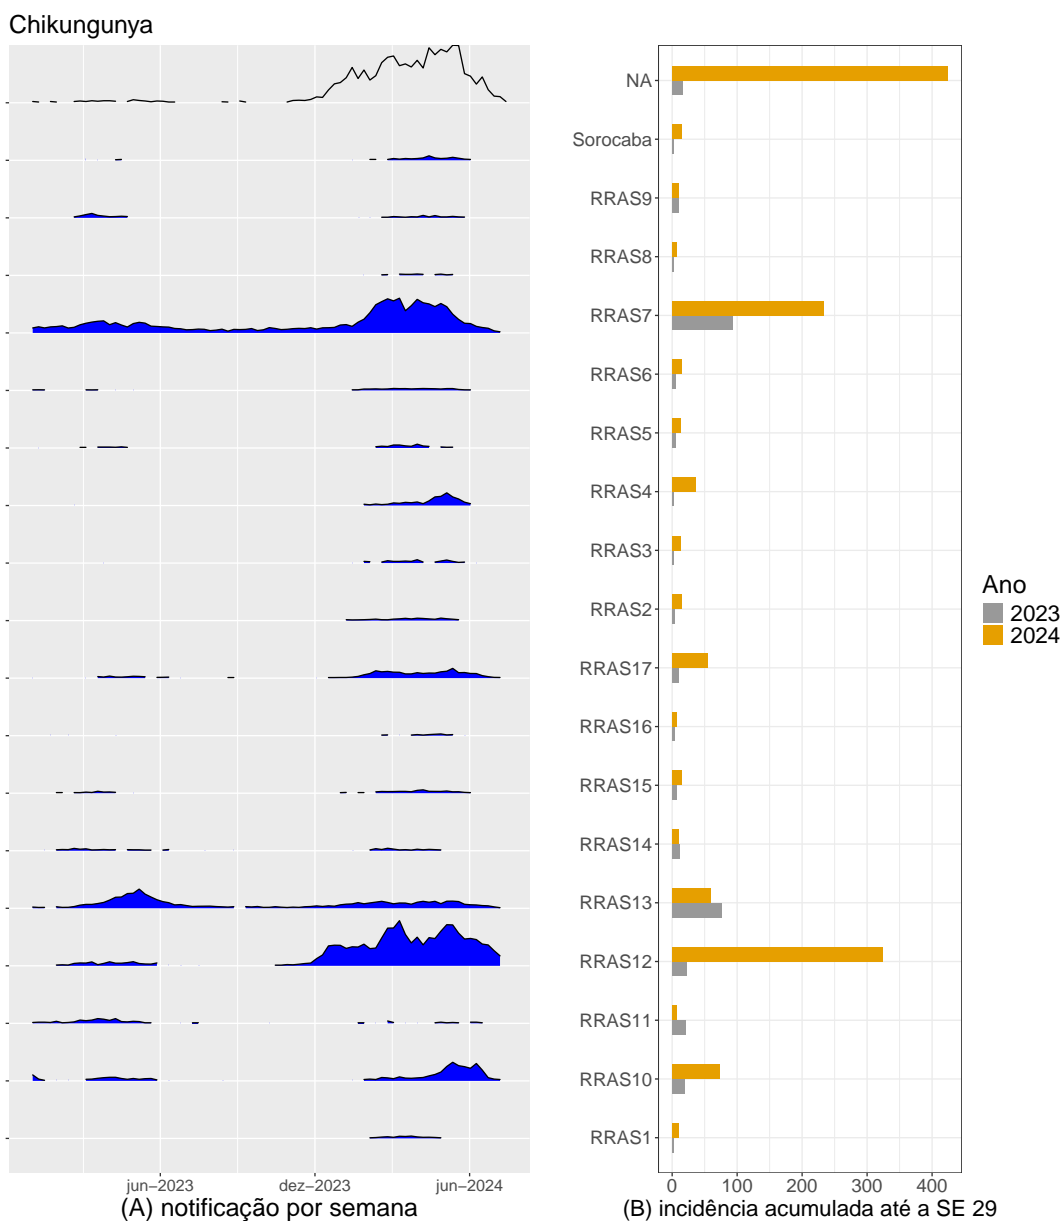 Chikungunya
NA
Sorocaba
RRAS9
RRAS8
RRAS7
RRAS6
RRAS5
RRAS4
RRAS3
RRAS2
RRAS17
RRAS16
RRAS15
RRAS14
RRAS13
RRAS12
RRAS11
RRAS10
RRAS1
Ano
2023
2024
jun–2023 dez–2023 jun–2024
0 100 200 300 400
(A) notificação por semana
(B) incidência acumulada até a SE 29